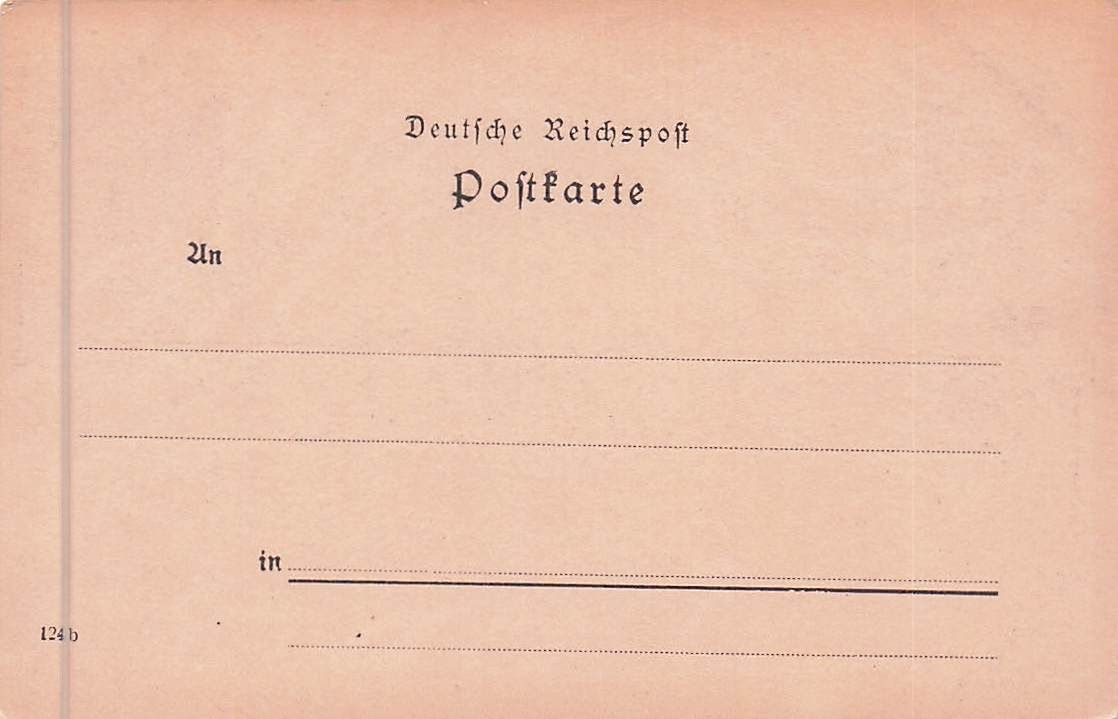 Deutſche Reichspoſt
Poſtkarte
An
in
124 b